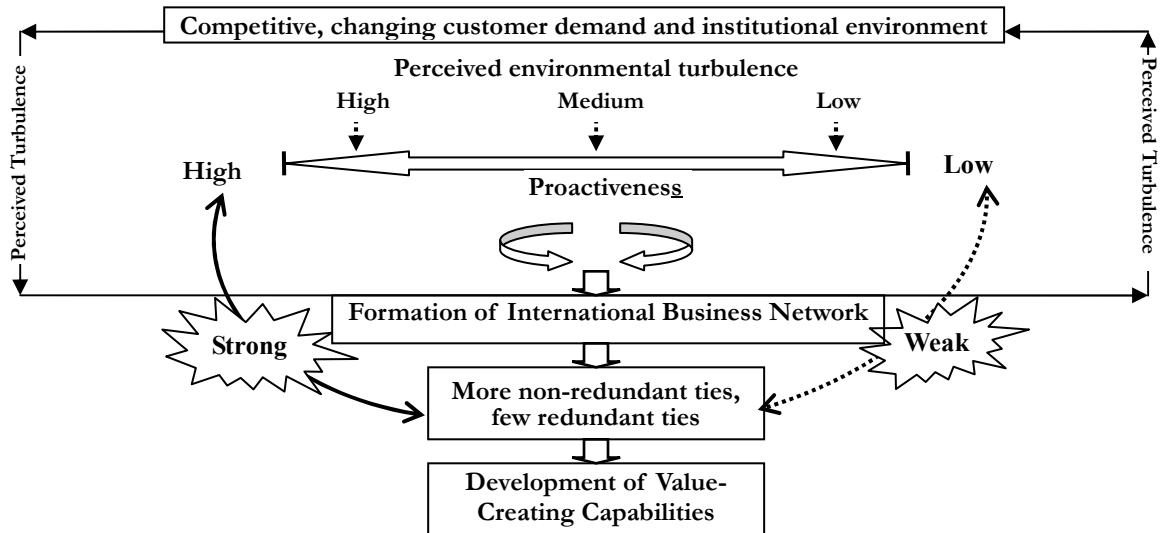 Competitive, changing customer demand and institutional environment
Perceived environmental turbulence
High Medium Low
Perceived Turbulence
Perceived Turbulence
High
Low
Proactiveness
Formation of International Business Network
Strong
Weak
More non-redundant ties,
few redundant ties
Development of Value-
Creating Capabilities